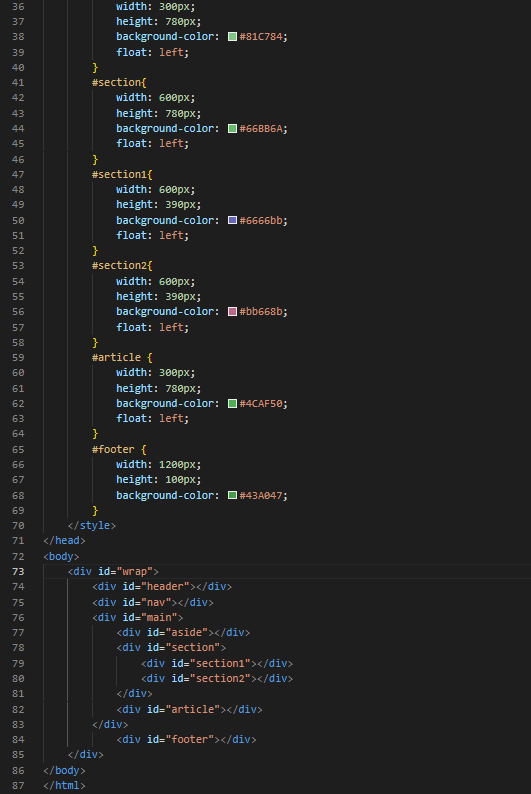 36 width: 300px;
37 height: 780px;
38 background-color: #81C784;
39 float: left;
40 }
41 #section{
42 width: 600px;
43 height: 780px;
44 background-color: #66BB6A;
45 float: left;
46 }
47 #section1{
48 width: 600px;
49 height: 390px;
50 background-color: #6666bb;
51 float: left;
52 }
53 #section2{
54 width: 600px;
55 height: 390px;
56 background-color: #bb668b;
57 float: left;
58 }
59 #article {
60 width: 300px;
61 height: 780px;
62 background-color: #4CAF50;
63 float: left;
64 }
65 #footer {
66 width: 1200px;
67 height: 100px;
68 background-color: #43A047;
69 }
70 </style>
71 </head>
72 <body>
73 <div id="wrap">
74 <div id="header"></div>
75 <div id="nav"></div>
76 <div id="main">
77 <div id="aside"></div>
78 <div id="section">
79 <div id="section1"></div>
80 <div id="section2"></div>
81 </div>
82 <div id="article"></div>
83 </div>
84 <div id="footer"></div>
85 </div>
86 </body>
87 </html>